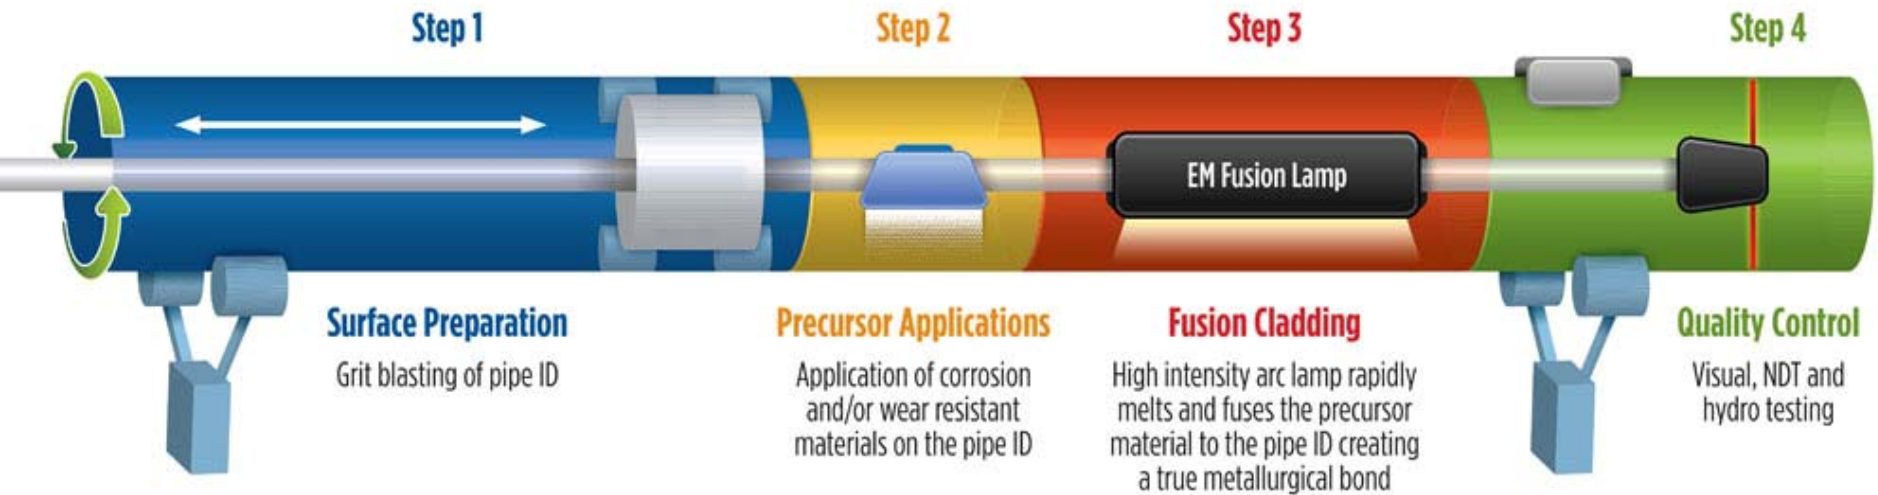 Step 1
Step 2
Step 3
Step 4
EM Fusion Lamp
Surface Preparation
Grit blasting of pipe ID
Precursor Applications
Application of corrosion
and/or wear resistant
materials on the pipe ID
Fusion Cladding
High intensity arc lamp rapidly
melts and fuses the precursor
material to the pipe ID creating
a true metallurgical bond
Quality Control
Visual, NDT and
hydro testing